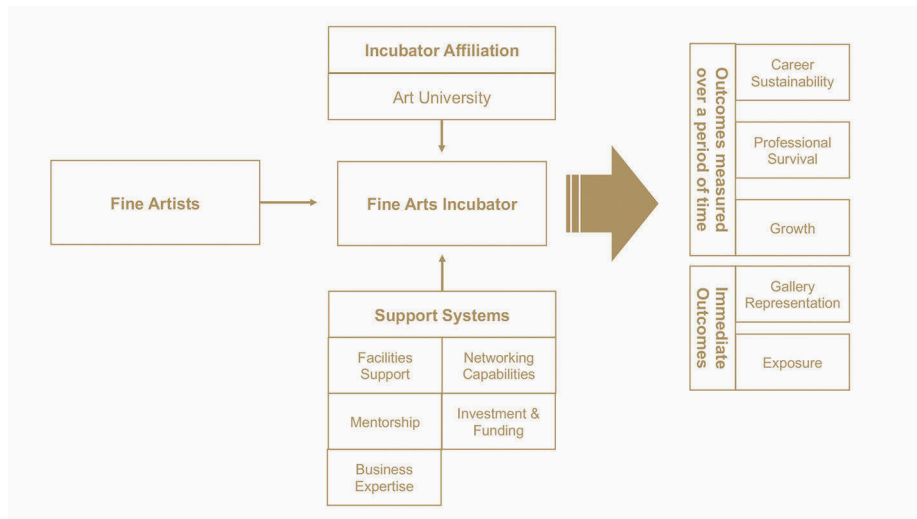 Incubator Affiliation
Art University
Fine Artists
Fine Arts Incubator
Support Systems
Facilities
Support
Networking
Capabilities
Mentorship
Investment &
Funding
Business
Expertise
Outcomes measured
over a period of time
Career
Sustainability
Professional
Survival
Growth
Immediate
Outcomes
Gallery
Representation
Exposure